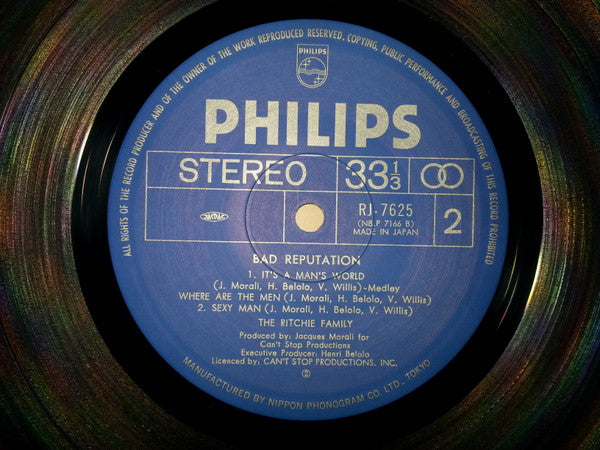 ALL RIGHTS OF THE RECORD PRODUCER AND OF THE OWNER OF THE WORK REPRODUCED RESERVED. COPYING, PUBLIC PERFORMANCE AND BROADCASTING OF THIS RECORD PROHIBITED
PHILIPS
PHILIPS
STEREO 33 1/3
JASRAC RJ-7625 2
(NB.P 7166 B)
MADE IN JAPAN
BAD REPUTATION
1. IT'S A MAN'S WORLD
(J. Morali, H. Belolo, V. Willis)-Medley
WHERE ARE THE MEN (J. Morali, H. Belolo, V. Willis)
2. SEXY MAN (J. Morali, H. Belolo, V. Willis)
THE RITCHIE FAMILY
Produced by: Jacques Morali for
Can't Stop Productions
Executive Producer: Henri Belolo
Licenced by: CAN'T STOP PRODUCTIONS, INC.
Ⓟ
MANUFACTURED BY NIPPON PHONOGRAM CO. LTD., TOKYO